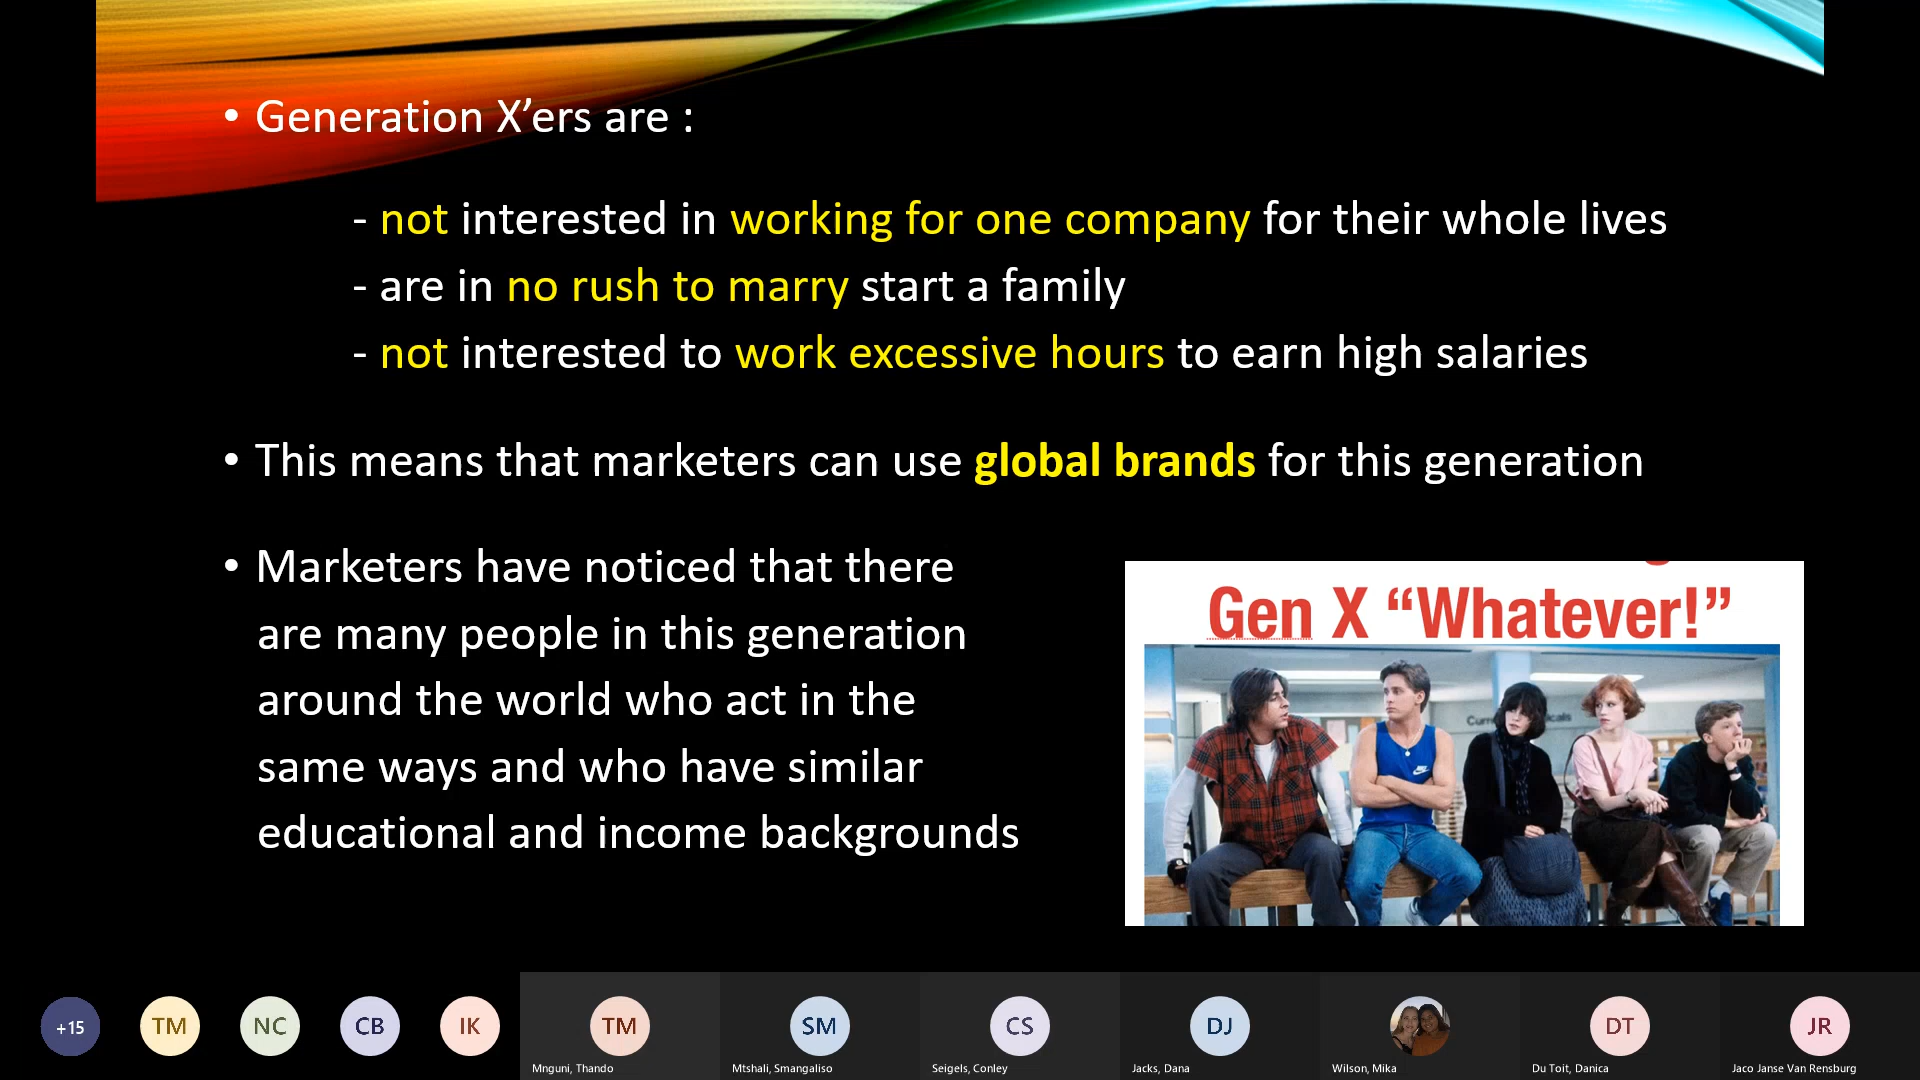 • Generation X’ers are :
- not interested in working for one company for their whole lives
- are in no rush to marry start a family
- not interested to work excessive hours to earn high salaries
• This means that marketers can use global brands for this generation
• Marketers have noticed that there
are many people in this generation
around the world who act in the
same ways and who have similar
educational and income backgrounds
Gen X “Whatever!”
+15
TM
NC
CB
IK
TM
SM
CS
DJ
DT
JR
Mnguni, Thando
Mtshali, Smangaliso
Seigels, Conley
Jacks, Dana
Wilson, Mika
Du Toit, Danica
Jaco Janse Van Rensburg